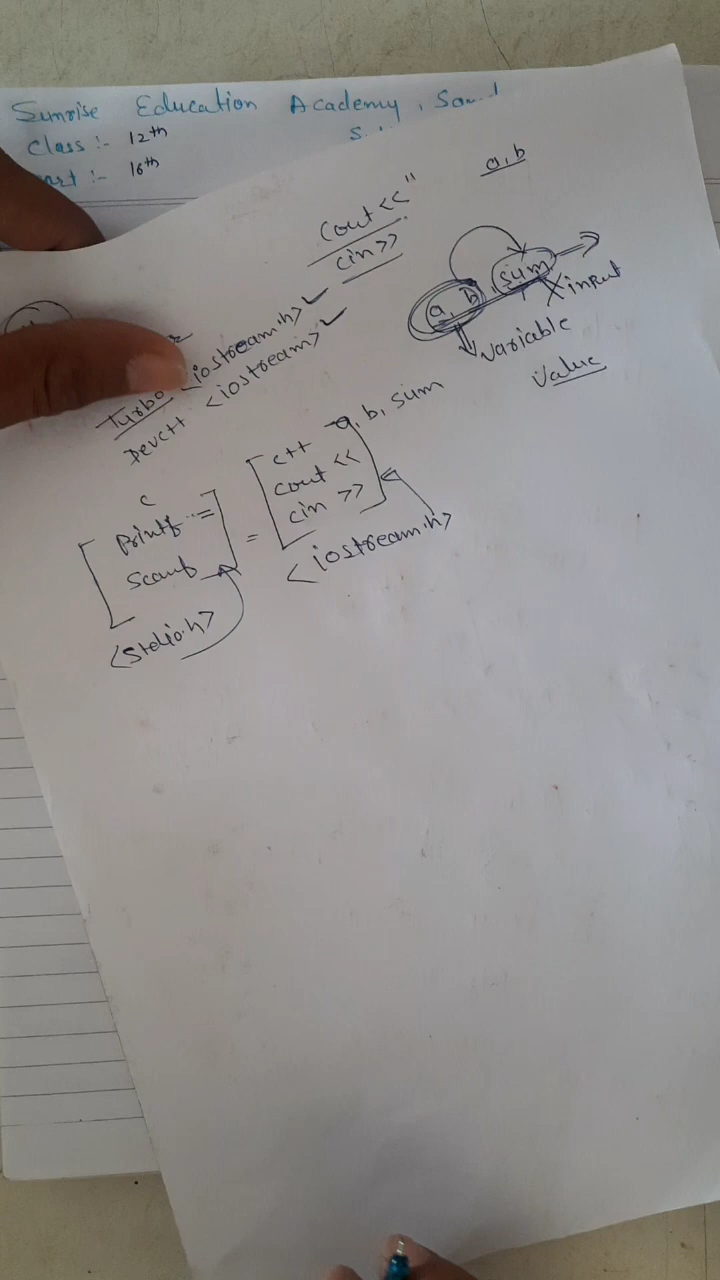 Sunrise Education Academy,
Class :- 12th
:- 16th
a,b
Cout <<"
cin >>
a, b, sum
X input
variable
Value
Turbo <iostream.h> ✓
Devc++ <iostream> ✓
a, b, sum
C
printf
scanf
<stdio.h>
=
c++
cout <<
cin >>
<iostream.h>